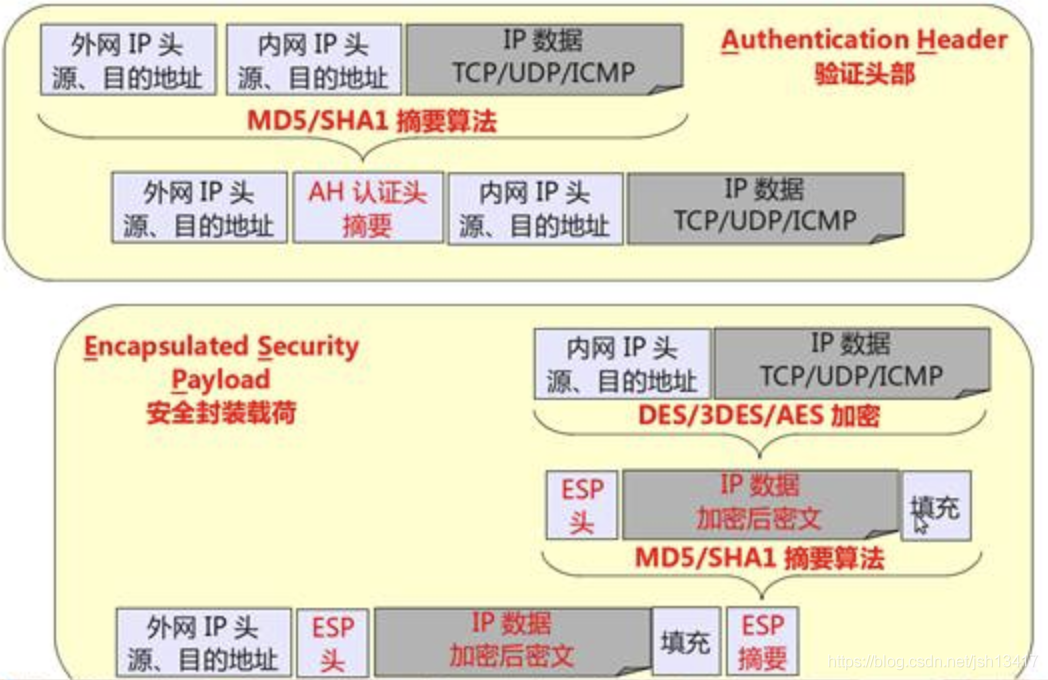 外网 IP 头
源、目的地址
内网 IP 头
源、目的地址
IP 数据
TCP/UDP/ICMP
Authentication Header
验证头部
MD5/SHA1 摘要算法
外网 IP 头
源、目的地址
AH 认证头
摘要
内网 IP 头
源、目的地址
IP 数据
TCP/UDP/ICMP
Encapsulated Security
Payload
安全封装载荷
内网 IP 头
源、目的地址
IP 数据
TCP/UDP/ICMP
DES/3DES/AES 加密
ESP
头
IP 数据
加密后密文
填充
MD5/SHA1 摘要算法
外网 IP 头
源、目的地址
ESP
头
IP 数据
加密后密文
填充
ESP
摘要